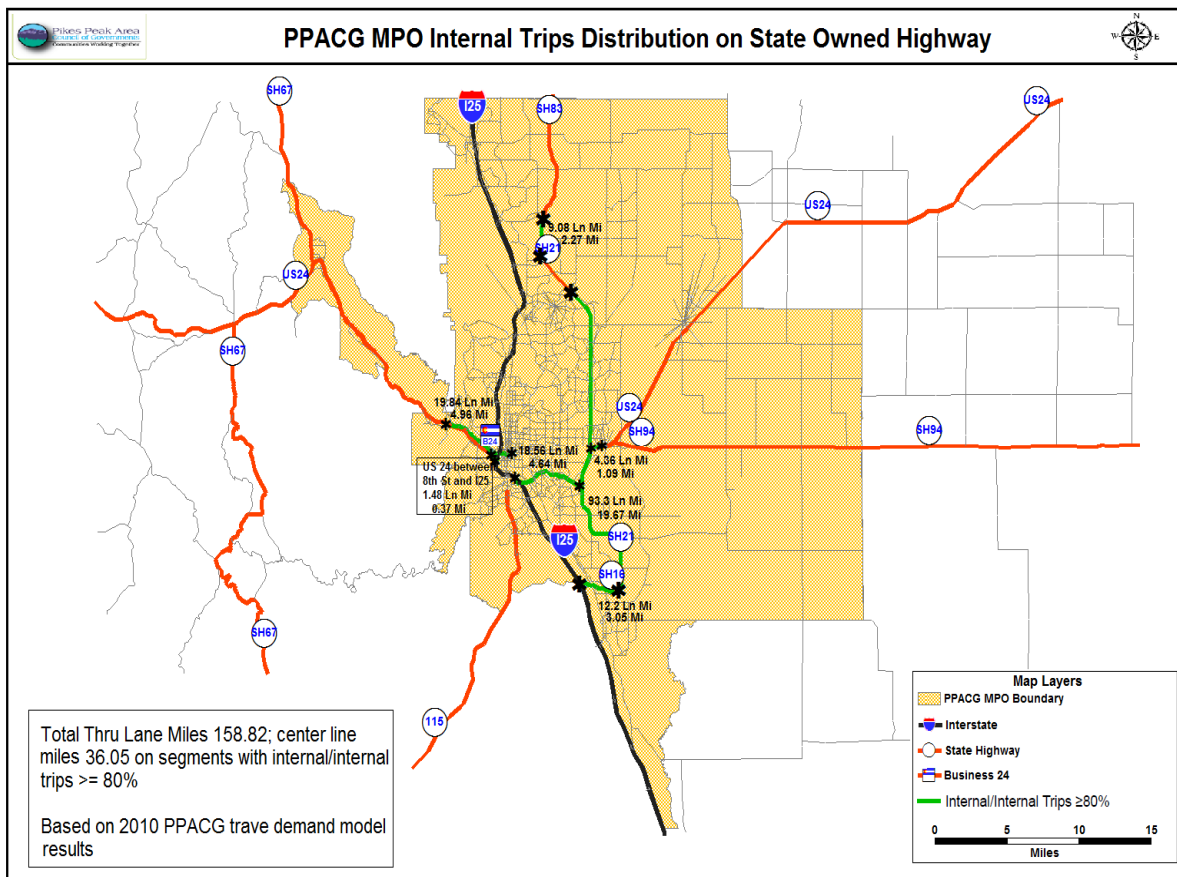 Pikes Peak Area
Council of Governments
Communities Working Together
PPACG MPO Internal Trips Distribution on State Owned Highway
N
W
E
S
SH67
I25
SH83
US24
US24
9.08 Ln Mi
2.27 Mi
SH21
US24
SH67
19.84 Ln Mi
4.96 Mi
B24
US24
SH94
SH94
18.56 Ln Mi
4.64 Mi
4.36 Ln Mi
1.09 Mi
US 24 between
8th St and I25
1.48 Ln Mi
0.37 Mi
93.3 Ln Mi
19.67 Mi
I25
SH21
SH16
12.2 Ln Mi
3.05 Mi
SH67
115
Total Thru Lane Miles 158.82; center line
miles 36.05 on segments with internal/internal
trips >= 80%
Based on 2010 PPACG trave demand model
results
Map Layers
PPACG MPO Boundary
Interstate
State Highway
Business 24
Internal/Internal Trips ≥80%
0 5 10 15
Miles